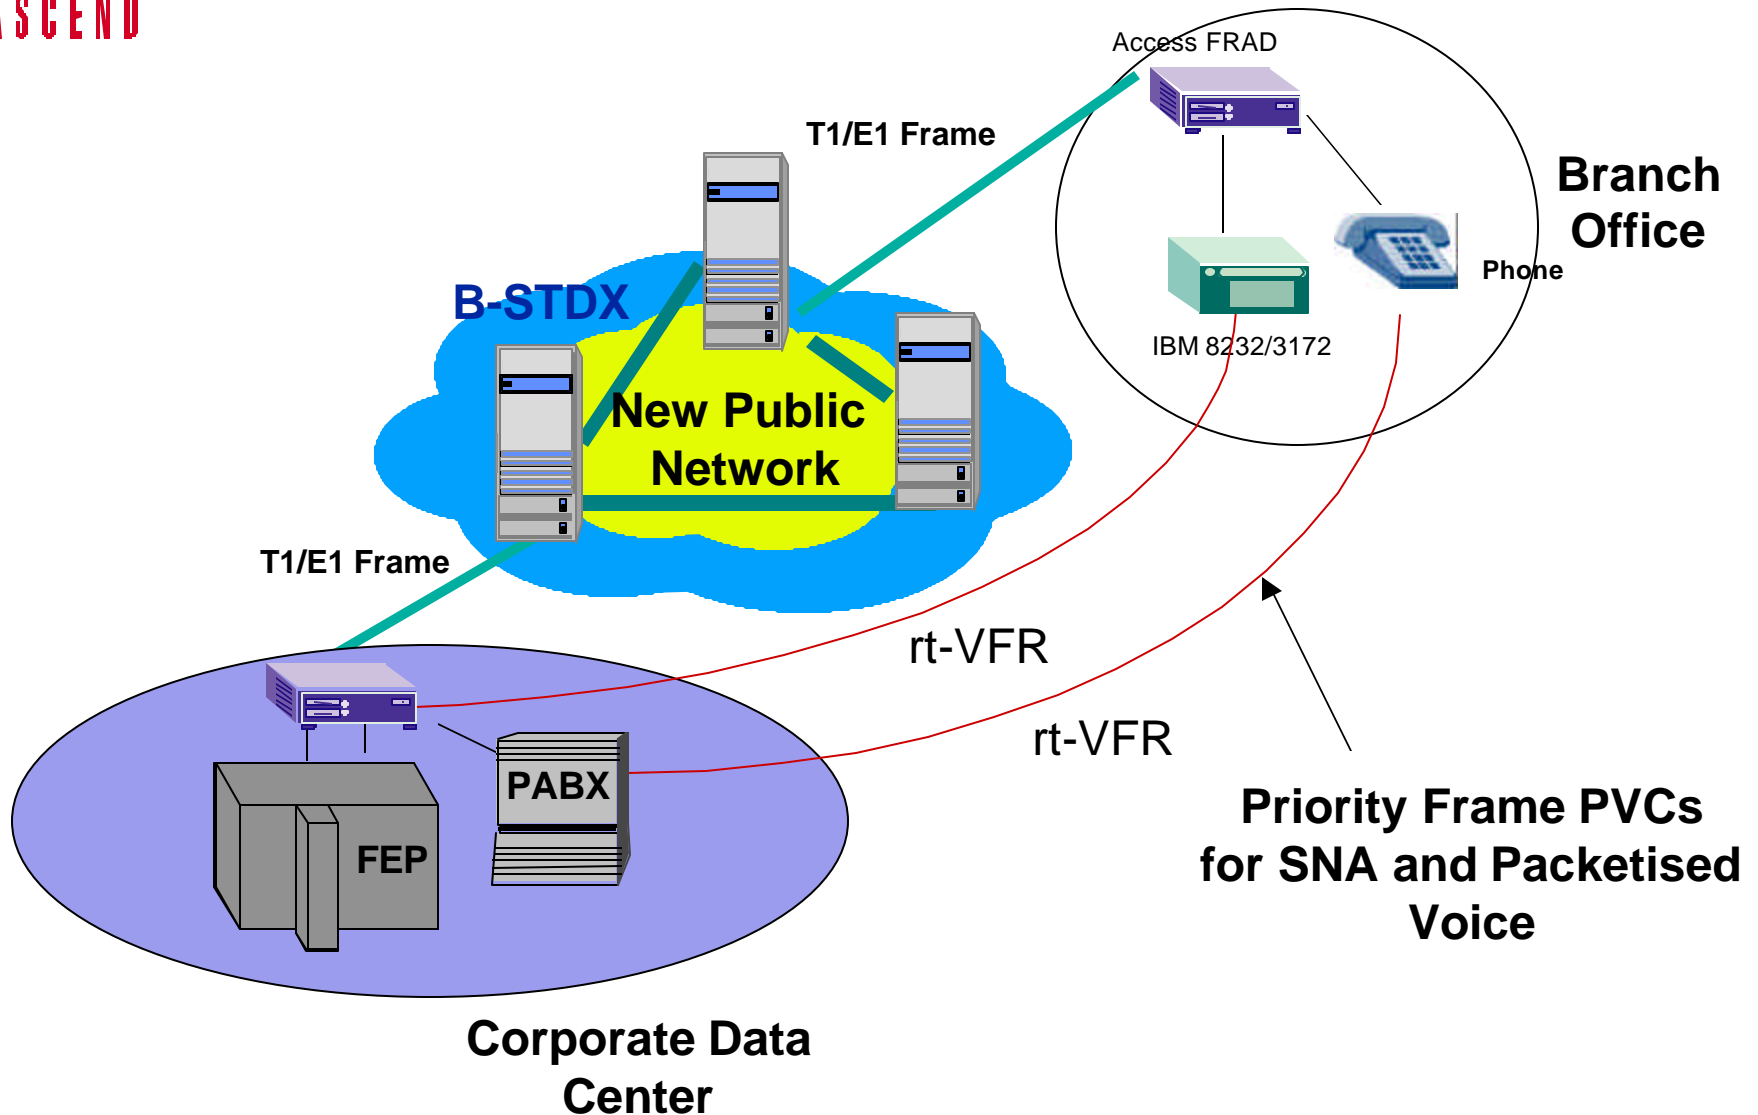 ASCEND
Access FRAD
T1/E1 Frame
Branch
Office
Phone
B-STDX
IBM 8232/3172
New Public
Network
T1/E1 Frame
rt-VFR
rt-VFR
PABX
FEP
Priority Frame PVCs
for SNA and Packetised
Voice
Corporate Data
Center